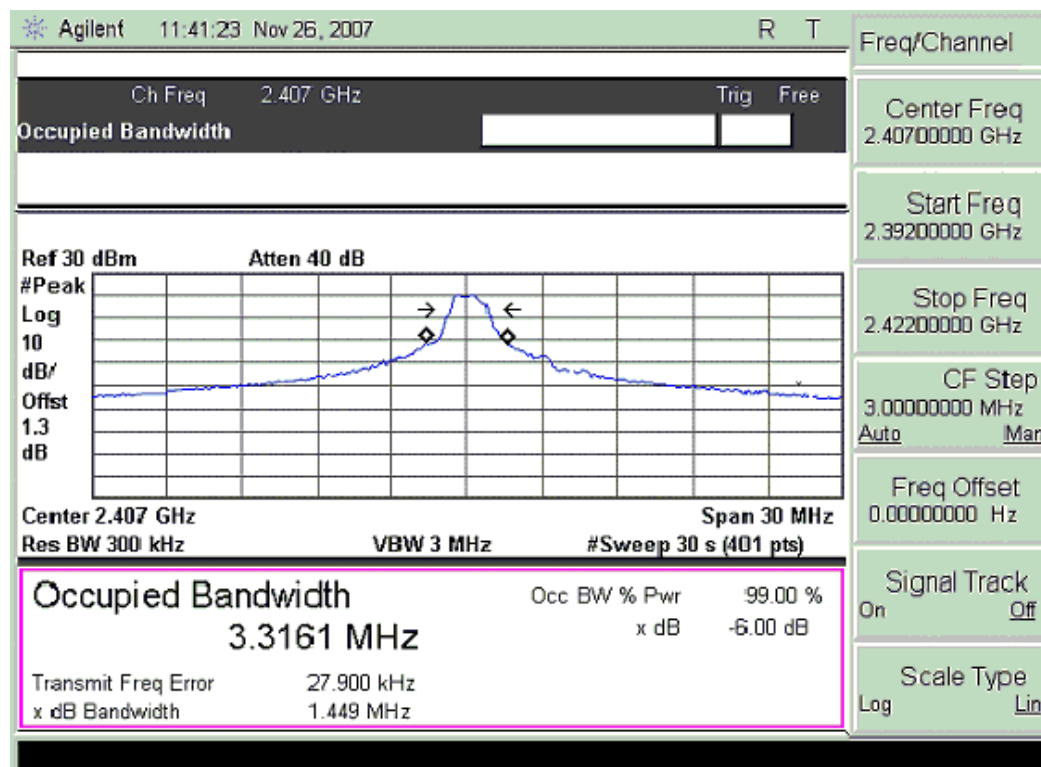 Agilent 11:41:23 Nov 26, 2007 R T
Ch Freq 2.407 GHz Trig Free
Occupied Bandwidth
Ref 30 dBm Atten 40 dB
#Peak
Log
10
dB/
Offst
1.3
dB
Center 2.407 GHz Span 30 MHz
Res BW 300 kHz VBW 3 MHz #Sweep 30 s (401 pts)
Occupied Bandwidth Occ BW % Pwr 99.00 %
3.3161 MHz x dB -6.00 dB
Transmit Freq Error 27.900 kHz
x dB Bandwidth 1.449 MHz
Freq/Channel
Center Freq
2.40700000 GHz
Start Freq
2.39200000 GHz
Stop Freq
2.42200000 GHz
CF Step
3.00000000 MHz
Auto Man
Freq Offset
0.00000000 Hz
Signal Track
On Off
Scale Type
Log Lin